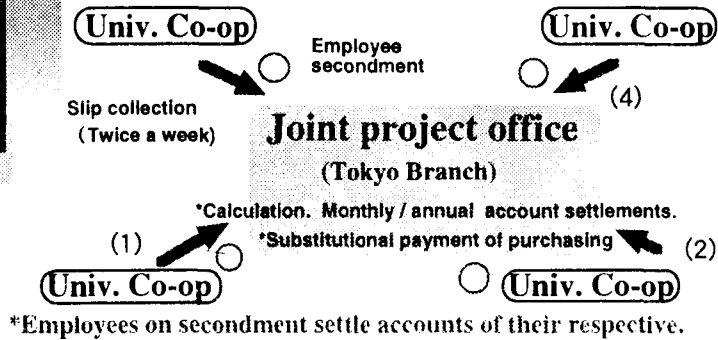 Univ. Co-op
Univ. Co-op
Employee
secondment
Slip collection
(Twice a week)
(4)
Joint project office
(Tokyo Branch)
*Calculation. Monthly / annual account settlements.
(1)
*Substitutional payment of purchasing
(2)
Univ. Co-op
Univ. Co-op
*Employees on secondment settle accounts of their respective.